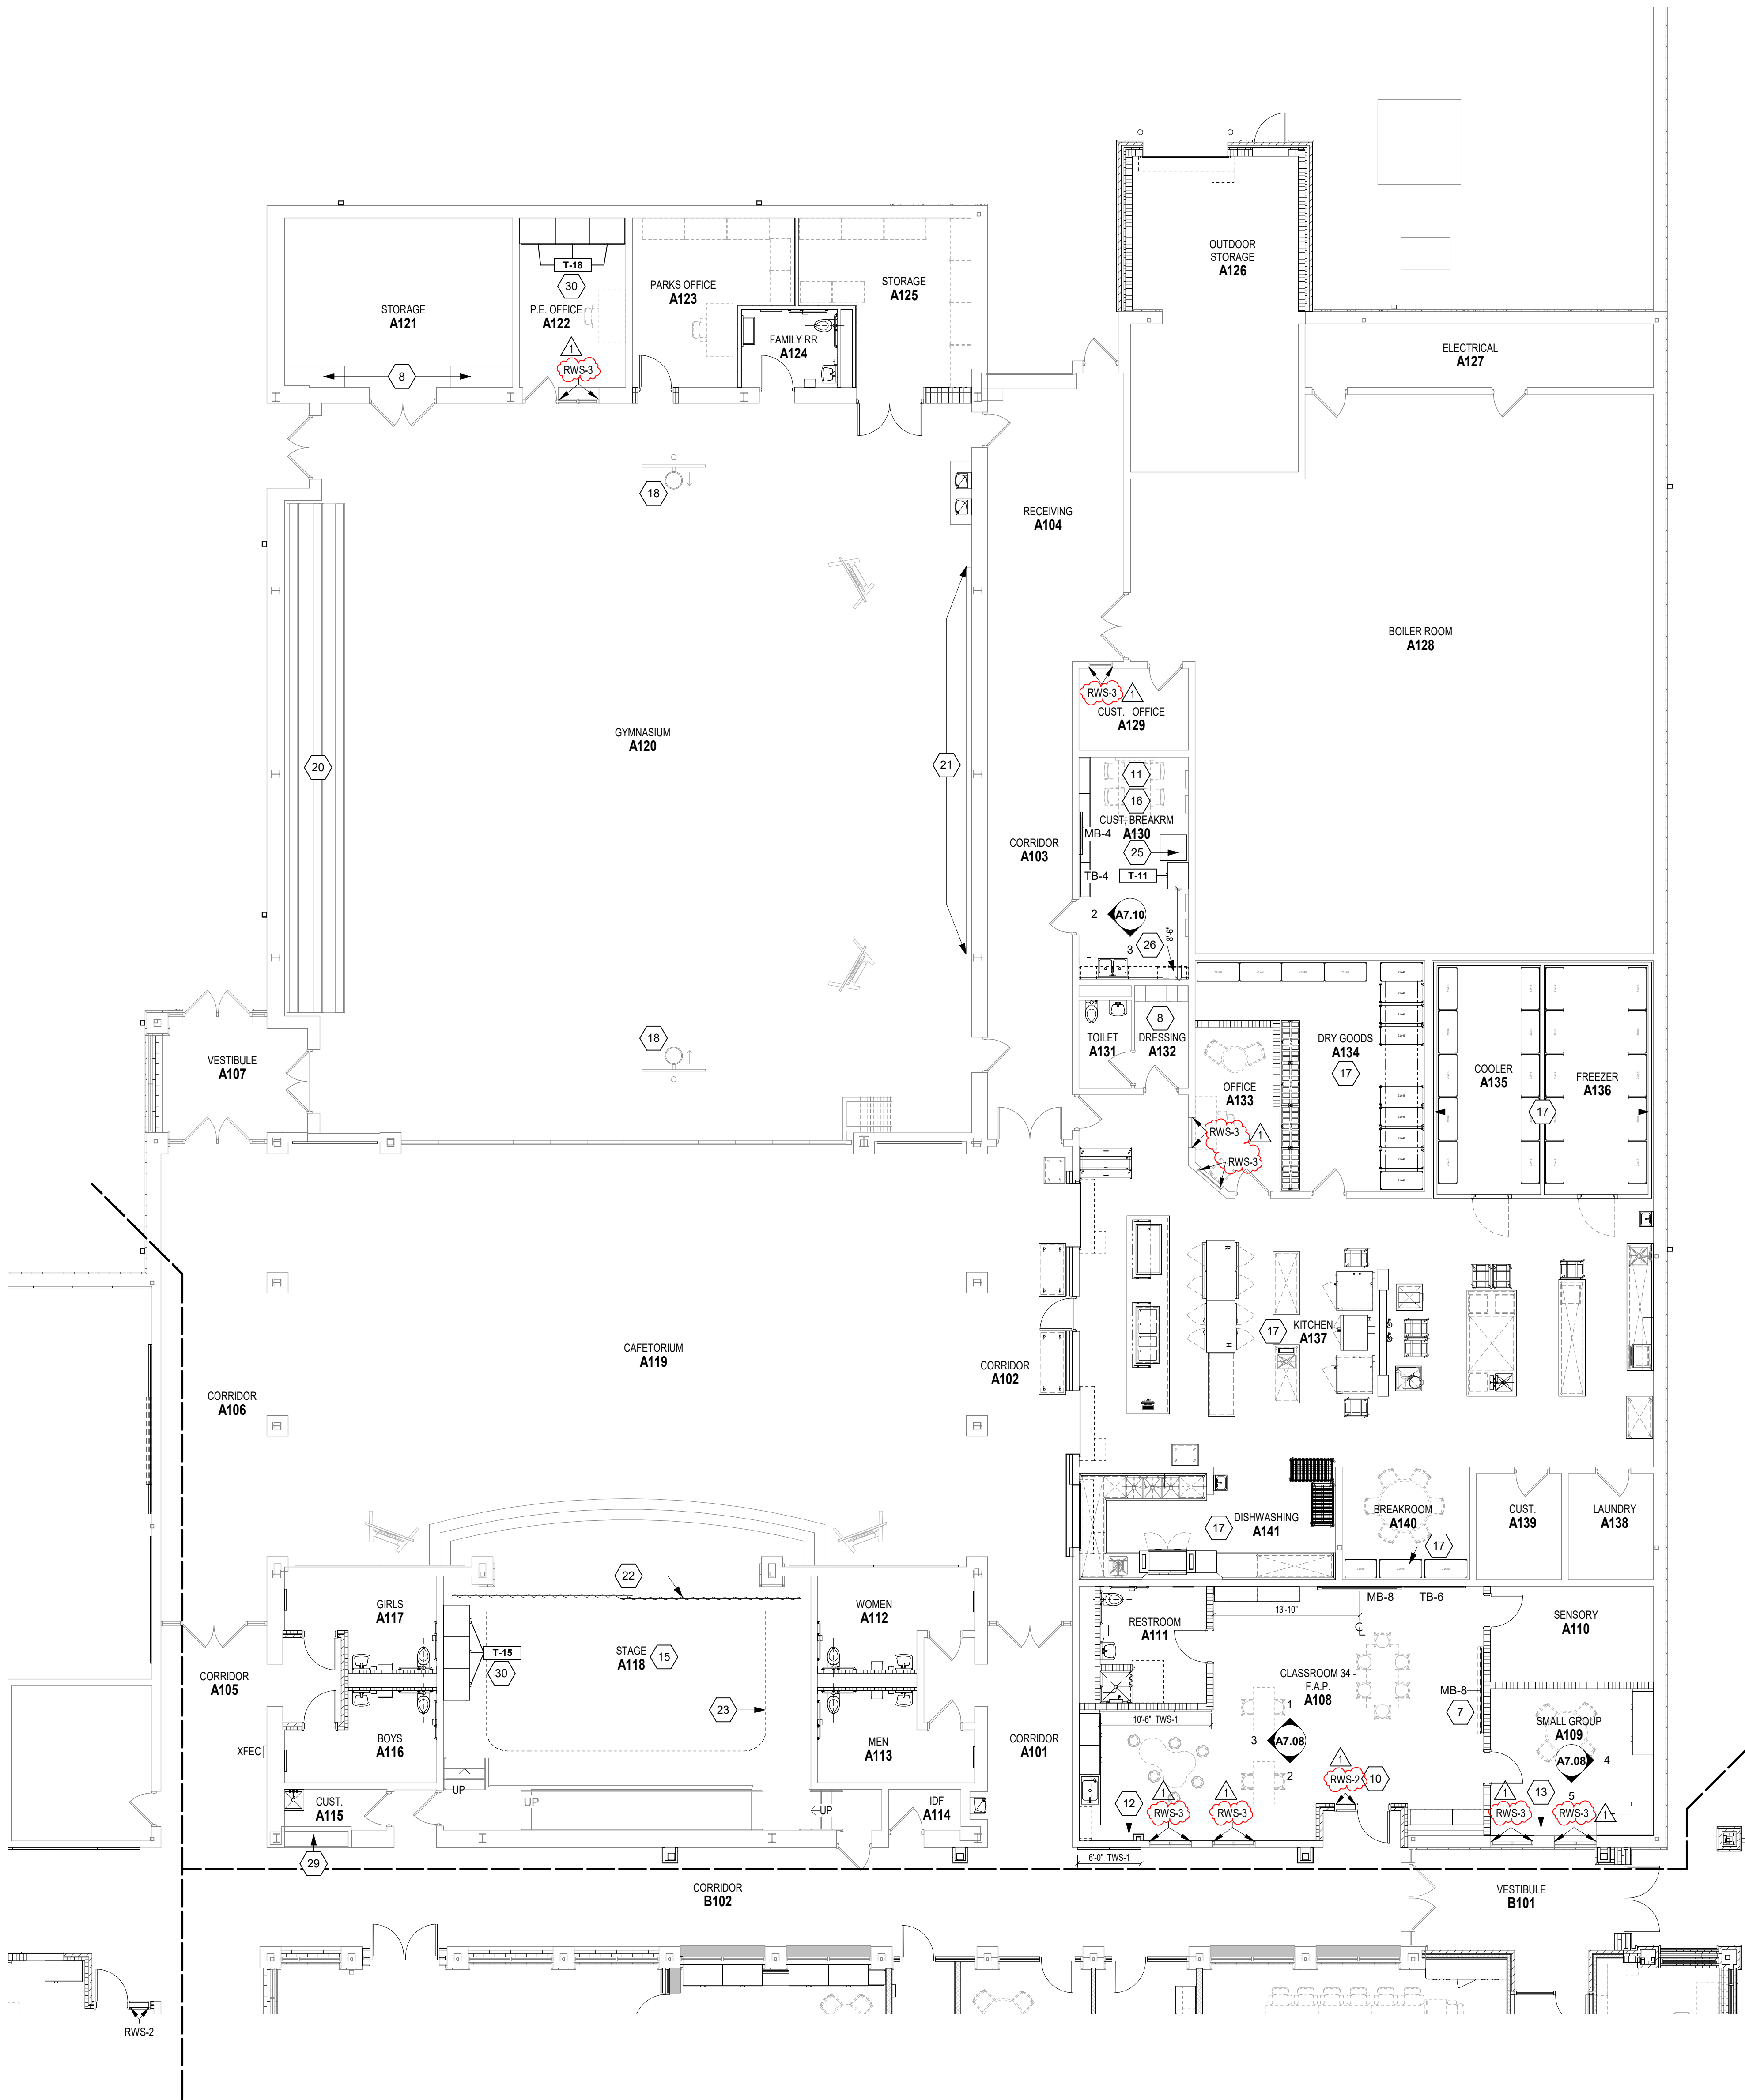 OUTDOOR
STORAGE
A126
T-18
30
PARKS OFFICE
A123
STORAGE
A125
STORAGE
A121
P.E. OFFICE
A122
FAMILY RR
A124
ELECTRICAL
A127
1
RWS-3
8
18
RECEIVING
A104
BOILER ROOM
A128
RWS-3
1
CUST. OFFICE
A129
GYMNASIUM
A120
20
21
11
16
CUST. BREAKRM
A130
MB-4
25
TB-4
T-11
CORRIDOR
A103
2
A7.10
3
26
8'-6"
18
8
TOILET
A131
DRESSING
A132
DRY GOODS
A134
17
COOLER
A135
FREEZER
A136
17
VESTIBULE
A107
OFFICE
A133
RWS-3
1
RWS-3
R
H
KITCHEN
A137
17
CAFETORIUM
A119
CORRIDOR
A102
CORRIDOR
A106
DISHWASHING
A141
17
BREAKROOM
A140
17
CUST.
A139
LAUNDRY
A138
22
GIRLS
A117
WOMEN
A112
RESTROOM
A111
13'-10"
MB-8
TB-6
SENSORY
A110
STAGE
A118
15
T-15
30
CORRIDOR
A105
CLASSROOM 34 -
F.A.P.
A108
MB-8
7
23
10'-6" TWS-1
1
3
A7.08
2
SMALL GROUP
A109
A7.08
4
5
XFEC
BOYS
A116
MEN
A113
CORRIDOR
A101
1
RWS-2
10
UP
UP
UP
CUST.
A115
IDF
A114
12
1
RWS-3
1
RWS-3
1
RWS-3
13
RWS-3
1
29
6'-0" TWS-1
CORRIDOR
B102
VESTIBULE
B101
RWS-2